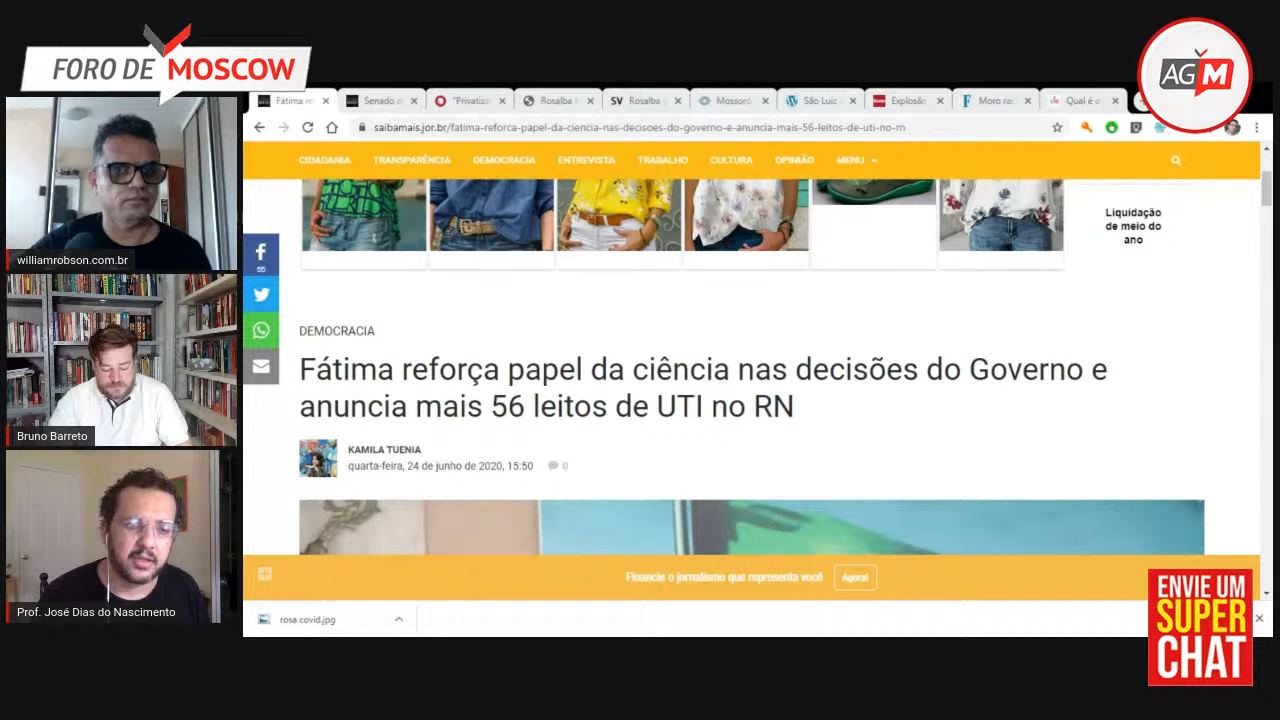 FORO DE MOSCOW
AGM
Fátima re
Senado a
"Privatiza
Rosalba
Rosalba
Mossoró
São Luiz
Explosão
Moro rac
Qual é o
saibamais.jor.br/fatima-reforca-papel-da-ciencia-nas-decisoes-do-governo-e-anuncia-mais-56-leitos-de-uti-no-rn
CIDADANIA TRANSPARÊNCIA DEMOCRACIA ENTREVISTA TRABALHO CULTURA OPINIÃO MENU
Liquidação
de meio do
ano
55
williamrobson.com.br
DEMOCRACIA
Fátima reforça papel da ciência nas decisões do Governo e
anuncia mais 56 leitos de UTI no RN
KAMILA TUENIA
quarta-feira, 24 de junho de 2020, 15:50 0
Bruno Barreto
Financie o jornalismo que representa você Agora!
Prof. José Dias do Nascimento
rosa covid.jpg
ENVIE UM
SUPER
CHAT